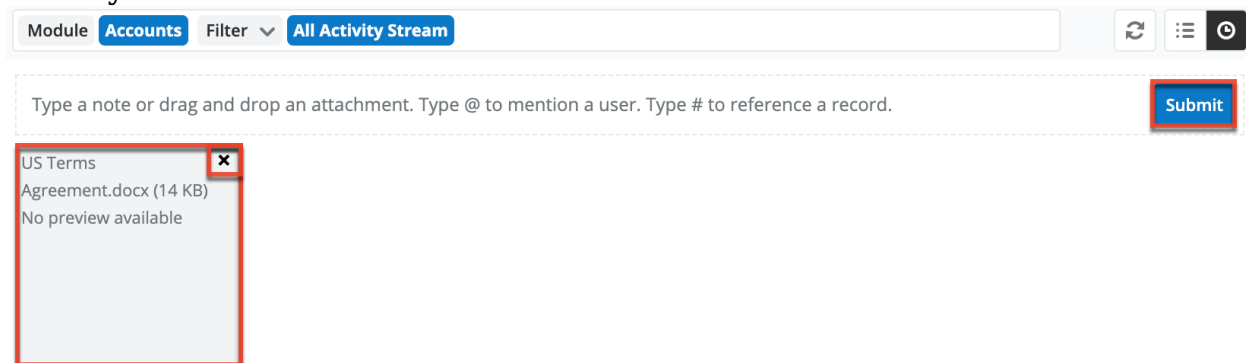 Module Accounts Filter All Activity Stream
Type a note or drag and drop an attachment. Type @ to mention a user. Type # to reference a record.
Submit
US Terms
Agreement.docx (14 KB)
No preview available